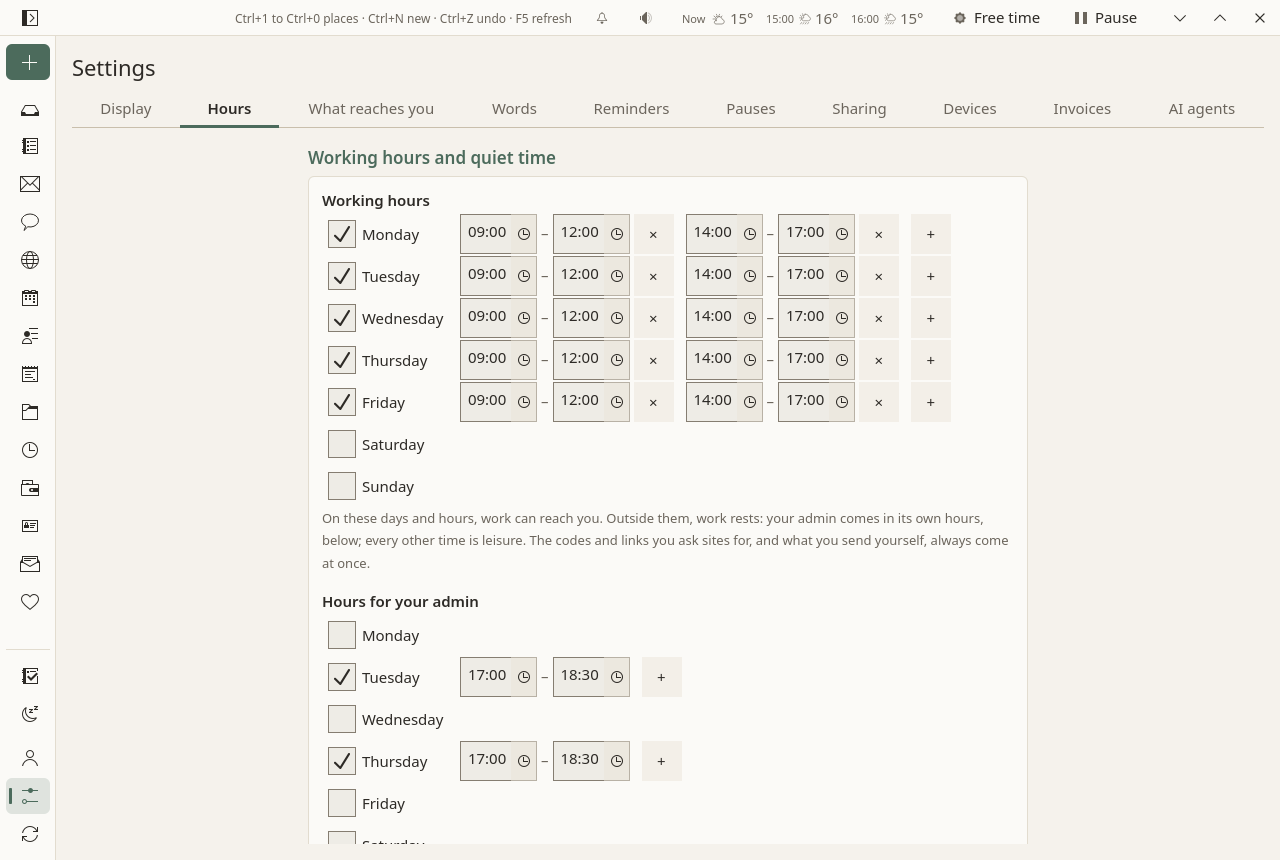 Ctrl+1 to Ctrl+0 places · Ctrl+N new · Ctrl+Z undo · F5 refresh Now 15° 15:00 16° 16:00 15° Free time Pause
Settings
Display Hours What reaches you Words Reminders Pauses Sharing Devices Invoices AI agents
Working hours and quiet time
Working hours
Monday 09:00 – 12:00 × 14:00 – 17:00 × +
Tuesday 09:00 – 12:00 × 14:00 – 17:00 × +
Wednesday 09:00 – 12:00 × 14:00 – 17:00 × +
Thursday 09:00 – 12:00 × 14:00 – 17:00 × +
Friday 09:00 – 12:00 × 14:00 – 17:00 × +
Saturday
Sunday
On these days and hours, work can reach you. Outside them, work rests: your admin comes in its own hours,
below; every other time is leisure. The codes and links you ask sites for, and what you send yourself, always come
at once.
Hours for your admin
Monday
Tuesday 17:00 – 18:30 +
Wednesday
Thursday 17:00 – 18:30 +
Friday
Saturday